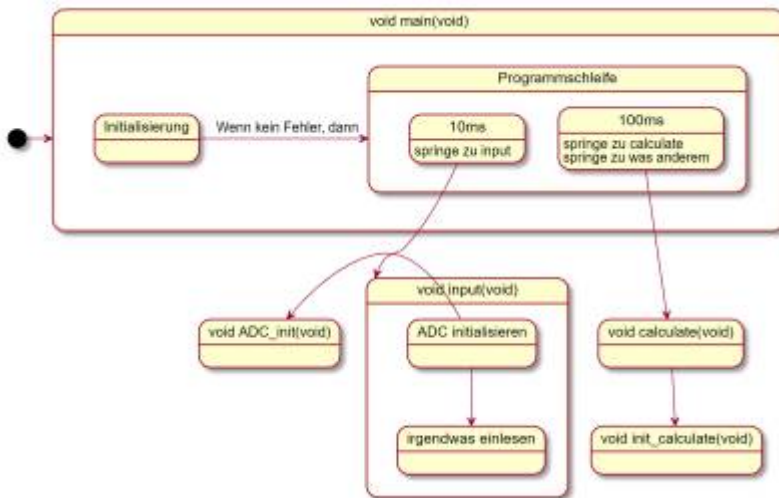 void main(void)
Programmschleife
Initialisierung
Wenn kein Fehler, dann
10ms
springe zu input
100ms
springe zu calculate
springe zu was anderem
void input(void)
void ADC_init(void)
ADC initialisieren
void calculate(void)
irgendwas einlesen
void init_calculate(void)